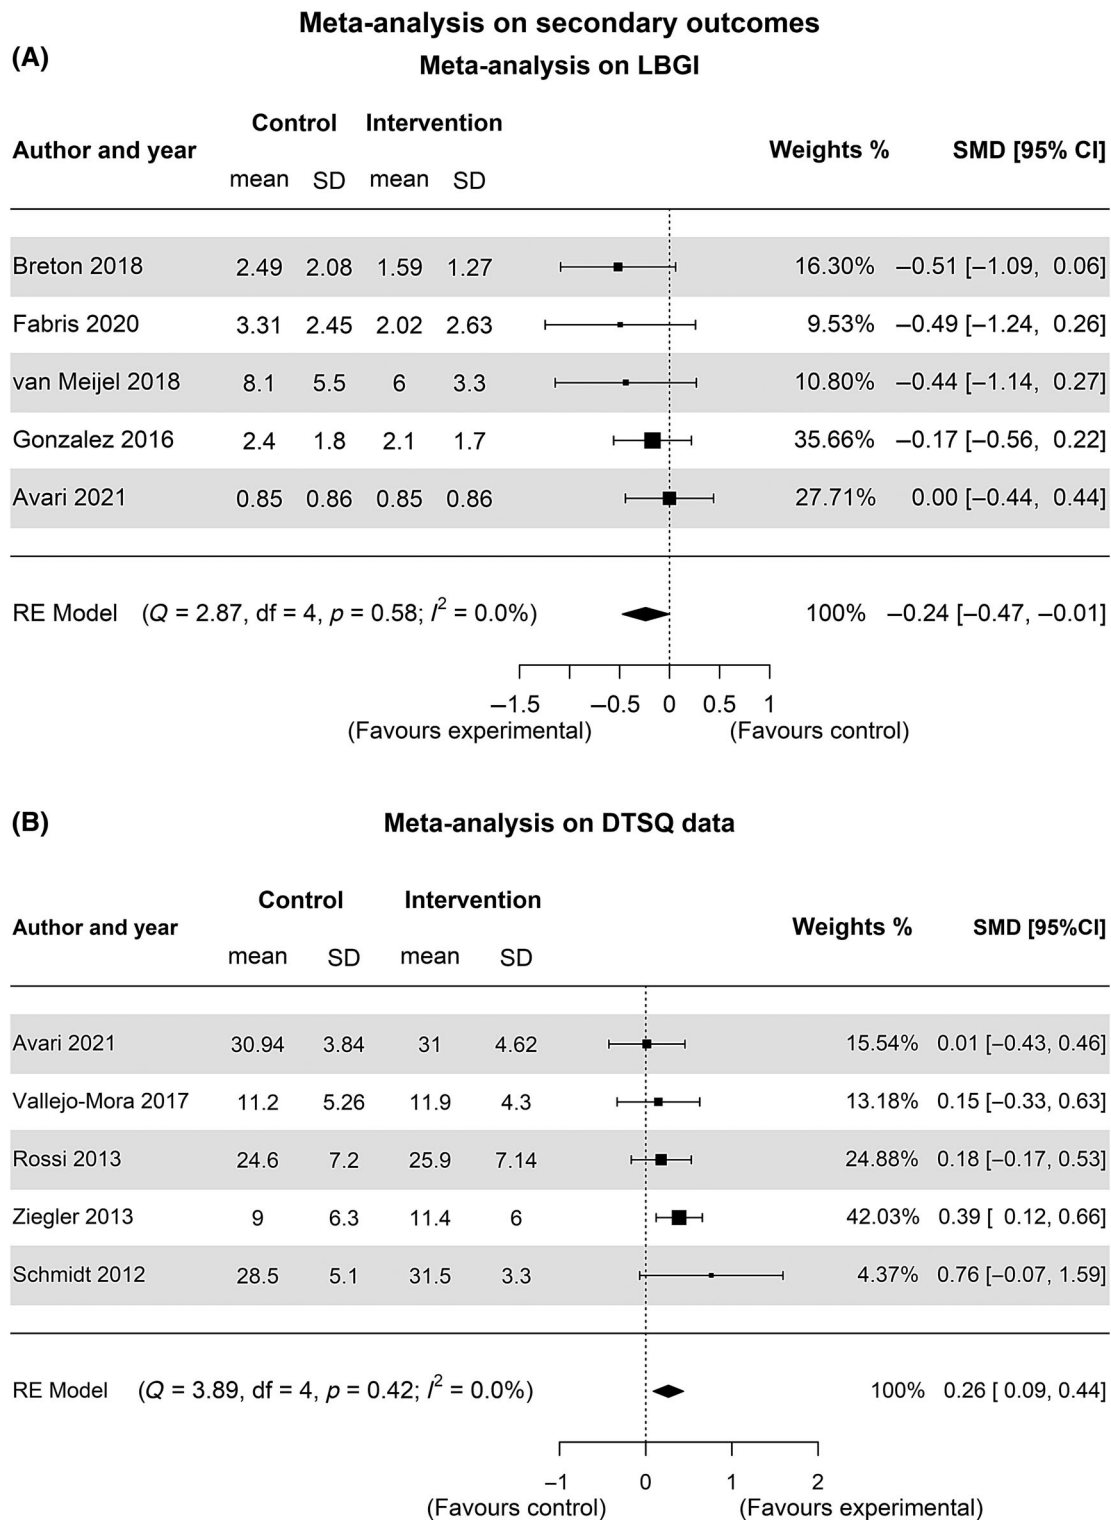 Meta-analysis on secondary outcomes
(A)
Meta-analysis on LBGI
Control Intervention
Author and year Weights % SMD [95% CI]
mean SD mean SD
Breton 2018 2.49 2.08 1.59 1.27 16.30% –0.51 [–1.09, 0.06]
Fabris 2020 3.31 2.45 2.02 2.63 9.53% –0.49 [–1.24, 0.26]
van Meijel 2018 8.1 5.5 6 3.3 10.80% –0.44 [–1.14, 0.27]
Gonzalez 2016 2.4 1.8 2.1 1.7 35.66% –0.17 [–0.56, 0.22]
Avari 2021 0.85 0.86 0.85 0.86 27.71% 0.00 [–0.44, 0.44]
RE Model (Q = 2.87, df = 4, p = 0.58; I² = 0.0%) 100% –0.24 [–0.47, –0.01]
–1.5 –0.5 0 0.5 1
(Favours experimental) (Favours control)
(B)
Meta-analysis on DTSQ data
Control Intervention
Author and year Weights % SMD [95%CI]
mean SD mean SD
Avari 2021 30.94 3.84 31 4.62 15.54% 0.01 [–0.43, 0.46]
Vallejo-Mora 2017 11.2 5.26 11.9 4.3 13.18% 0.15 [–0.33, 0.63]
Rossi 2013 24.6 7.2 25.9 7.14 24.88% 0.18 [–0.17, 0.53]
Ziegler 2013 9 6.3 11.4 6 42.03% 0.39 [ 0.12, 0.66]
Schmidt 2012 28.5 5.1 31.5 3.3 4.37% 0.76 [–0.07, 1.59]
RE Model (Q = 3.89, df = 4, p = 0.42; I² = 0.0%) 100% 0.26 [ 0.09, 0.44]
–1 0 1 2
(Favours control) (Favours experimental)